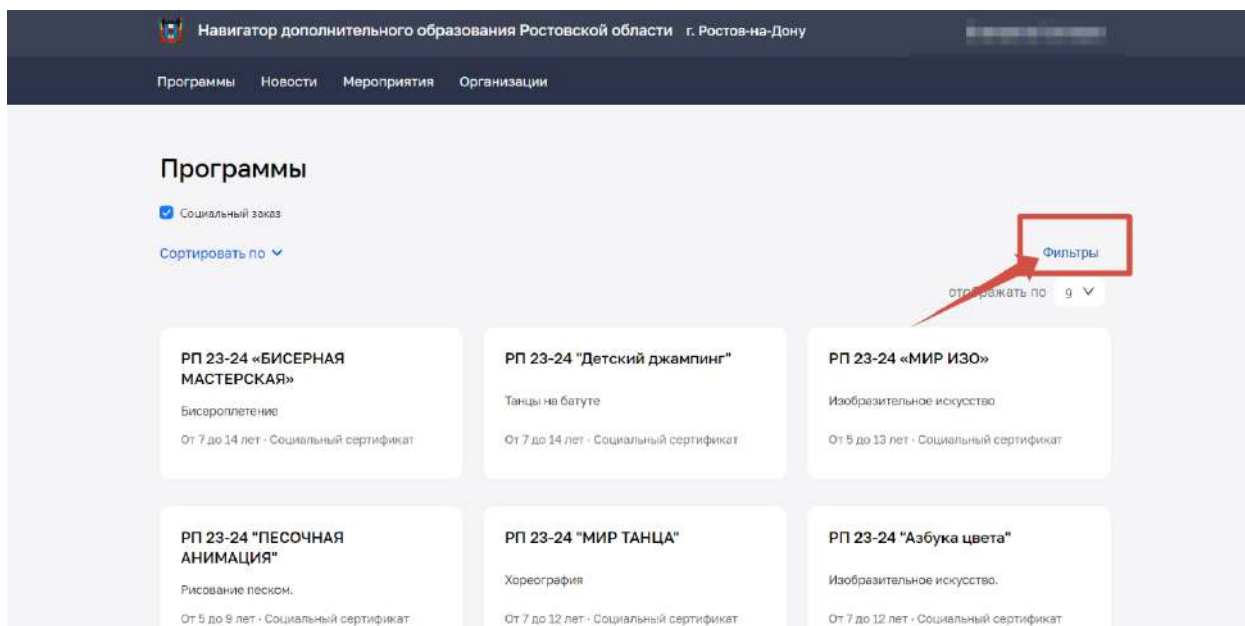 Навигатор дополнительного образования Ростовской области г. Ростов-на-Дону
Программы Новости Мероприятия Организации
Программы
Социальный заказ
Сортировать по
Фильтры
отображать по 9
РП 23-24 «БИСЕРНАЯ
МАСТЕРСКАЯ»
Бисероплетение
От 7 до 14 лет · Социальный сертификат
РП 23-24 "Детский джампинг"
Танцы на батуте
От 7 до 14 лет · Социальный сертификат
РП 23-24 «МИР ИЗО»
Изобразительное искусство
От 5 до 13 лет · Социальный сертификат
РП 23-24 "ПЕСОЧНАЯ
АНИМАЦИЯ"
Рисование песком.
От 5 до 9 лет · Социальный сертификат
РП 23-24 "МИР ТАНЦА"
Хореография
От 7 до 12 лет · Социальный сертификат
РП 23-24 "Азбука цвета"
Изобразительное искусство.
От 7 до 12 лет · Социальный сертификат